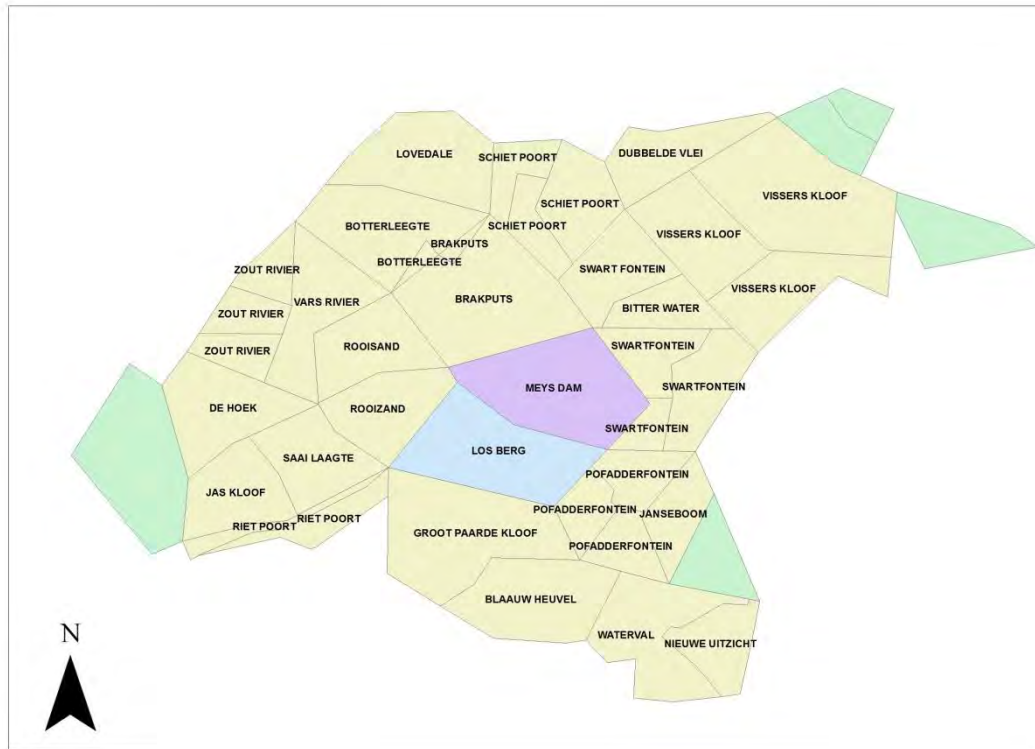 LOVEDALE
SCHIET POORT
DUBBELDE VLEI
VISSERS KLOOF
SCHIET POORT
SCHIET POORT
BOTTERLEEGTE
VISSERS KLOOF
BRAKPUTS
BOTTERLEEGTE
ZOUT RIVIER
SWART FONTEIN
VISSERS KLOOF
VARS RIVIER
BRAKPUTS
BITTER WATER
ZOUT RIVIER
SWARTFONTEIN
ROOISAND
ZOUT RIVIER
MEYS DAM
SWARTFONTEIN
DE HOEK
ROOIZAND
SWARTFONTEIN
LOS BERG
SAAI LAAGTE
POFADDERFONTEIN
JAS KLOOF
POFADDERFONTEIN
JANSEBOOM
RIET POORT
RIET POORT
GROOT PAARDE KLOOF
POFADDERFONTEIN
BLAAUW HEUVEL
N
WATERVAL
NIEUWE UITZICHT